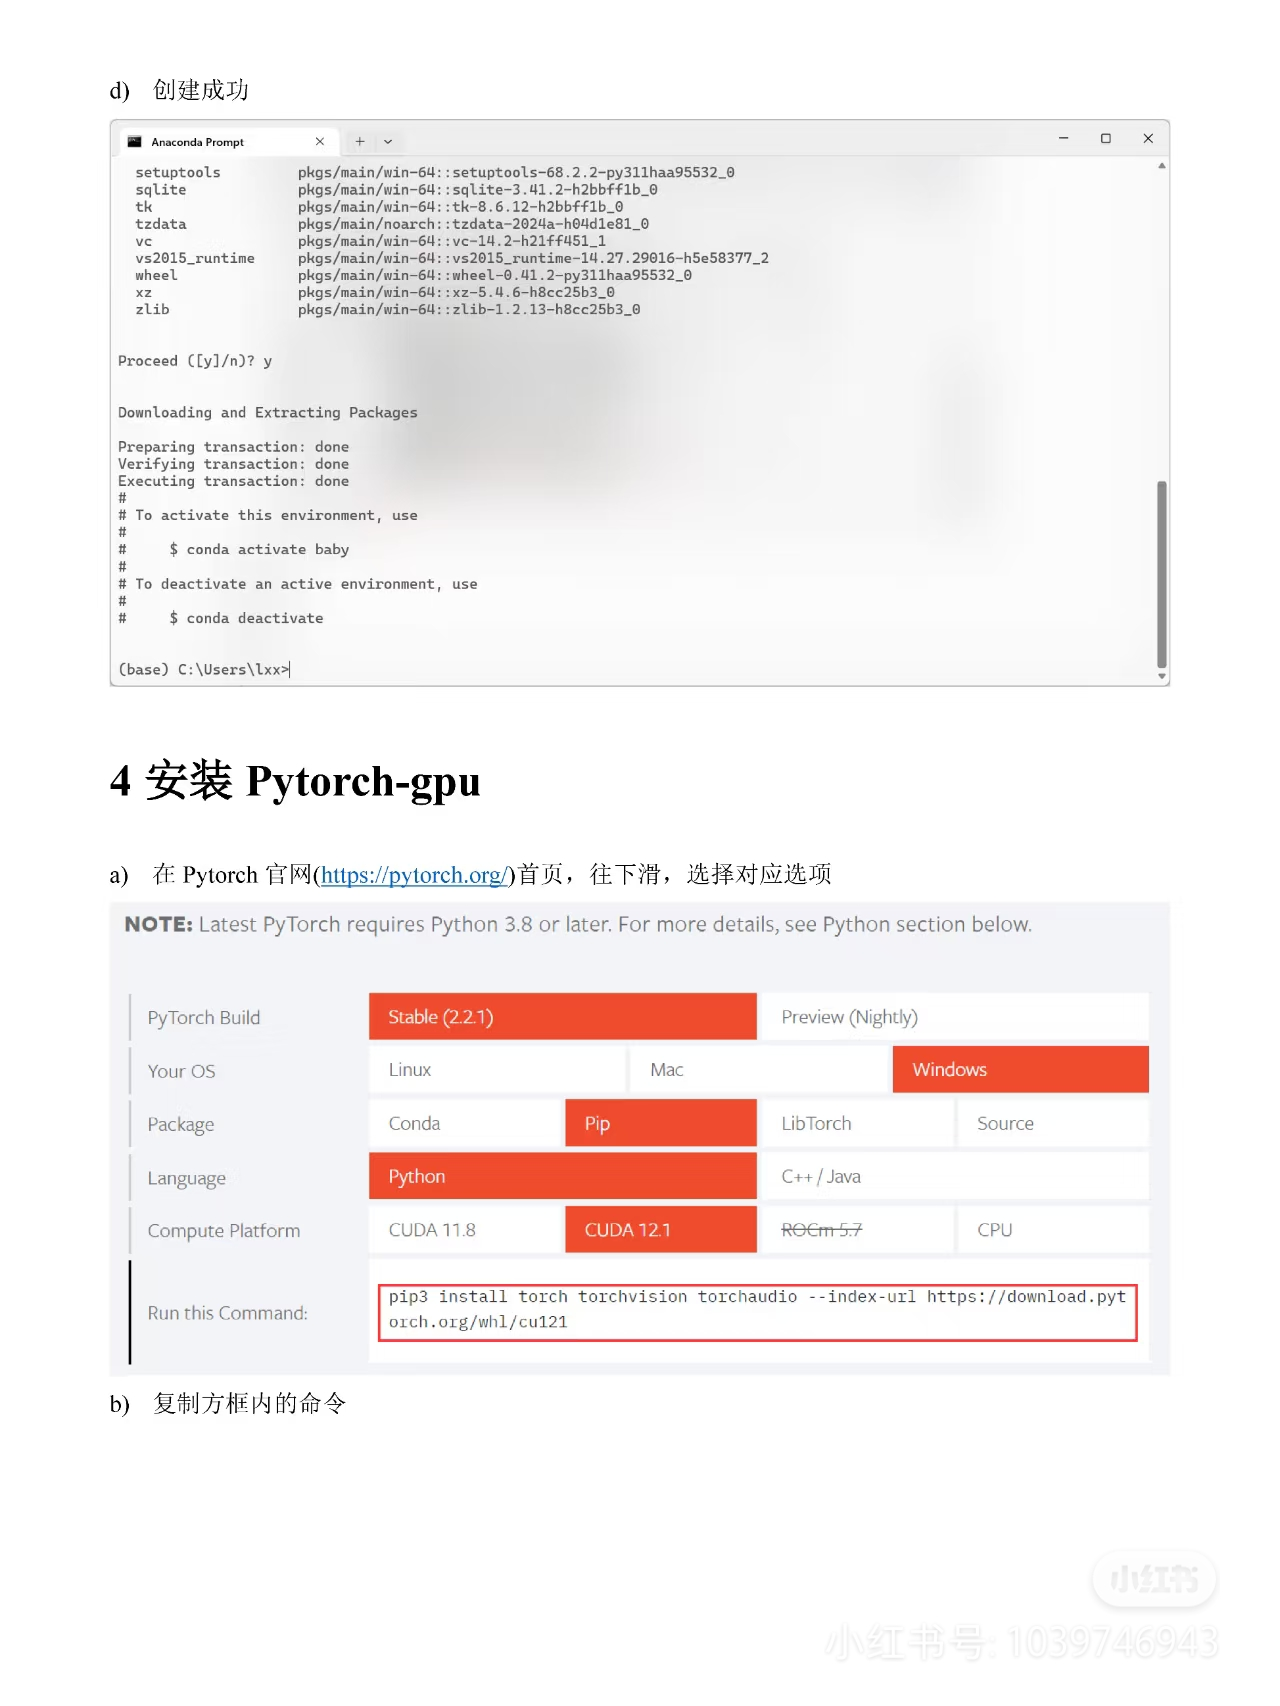 d) 创建成功
Anaconda Prompt
setuptools pkgs/main/win-64::setuptools-68.2.2-py311haa95532_0
sqlite pkgs/main/win-64::sqlite-3.41.2-h2bbff1b_0
tk pkgs/main/win-64::tk-8.6.12-h2bbff1b_0
tzdata pkgs/main/noarch::tzdata-2024a-h04d1e81_0
vc pkgs/main/win-64::vc-14.2-h21ff451_1
vs2015_runtime pkgs/main/win-64::vs2015_runtime-14.27.29016-h5e58377_2
wheel pkgs/main/win-64::wheel-0.41.2-py311haa95532_0
xz pkgs/main/win-64::xz-5.4.6-h8cc25b3_0
zlib pkgs/main/win-64::zlib-1.2.13-h8cc25b3_0
Proceed ([y]/n)? y
Downloading and Extracting Packages
Preparing transaction: done
Verifying transaction: done
Executing transaction: done
#
# To activate this environment, use
#
# $ conda activate baby
#
# To deactivate an active environment, use
#
# $ conda deactivate
(base) C:\Users\lxx>
4 安装 Pytorch-gpu
a) 在 Pytorch 官网(https://pytorch.org/)首页，往下滑，选择对应选项
NOTE: Latest PyTorch requires Python 3.8 or later. For more details, see Python section below.
PyTorch Build Stable (2.2.1) Preview (Nightly)
Your OS Linux Mac Windows
Package Conda Pip LibTorch Source
Language Python C++ / Java
Compute Platform CUDA 11.8 CUDA 12.1 ROCm 5.7 CPU
Run this Command: pip3 install torch torchvision torchaudio --index-url https://download.pyt
orch.org/whl/cu121
b) 复制方框内的命令
小红书
小红书号: 1039746943